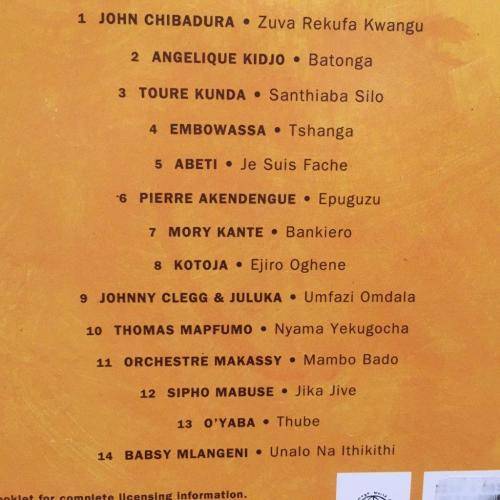 1 JOHN CHIBADURA • Zuva Rekufa Kwangu
2 ANGELIQUE KIDJO • Batonga
3 TOURE KUNDA • Santhiaba Silo
4 EMBOWASSA • Tshanga
5 ABETI • Je Suis Fache
6 PIERRE AKENDENGUE • Epuguzu
7 MORY KANTE • Bankiero
8 KOTOJA • Ejiro Oghene
9 JOHNNY CLEGG & JULUKA • Umfazi Omdala
10 THOMAS MAPFUMO • Nyama Yekugocha
11 ORCHESTRE MAKASSY • Mambo Bado
12 SIPHO MABUSE • Jika Jive
13 O'YABA • Thube
14 BABSY MLANGENI • Unalo Na Ithikithi
ooklet for complete licensing information.